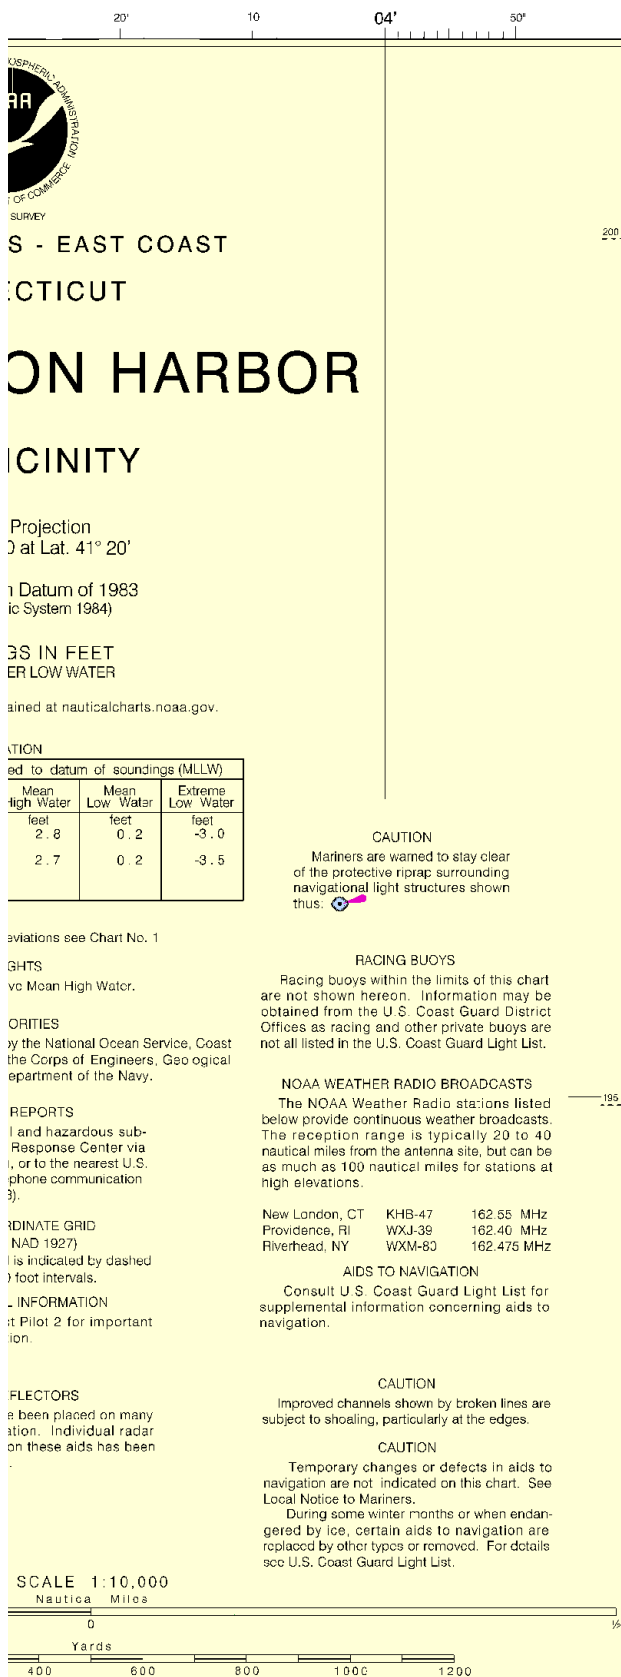 20'
10
04'
50"
OSPHERIC ADMINISTRATION
AA
T OF COMMERCE
SURVEY
200
S - EAST COAST
ECTICUT
ON HARBOR
ICINITY
Projection
0 at Lat. 41° 20'
n Datum of 1983
ic System 1984)
GS IN FEET
ER LOW WATER
ained at nauticalcharts.noaa.gov.
ATION
ed to datum of soundings (MLLW)
Mean High Water
Mean Low Water
Extreme Low Water
feet feet feet
2.8 0.2 -3.0
2.7 0.2 -3.5
eviations see Chart No. 1
GHTS
ve Mean High Water.
ORITIES
by the National Ocean Service, Coast
the Corps of Engineers, Geological
epartment of the Navy.
REPORTS
l and hazardous sub-
Response Center via
), or to the nearest U.S.
phone communication
3).
RDINATE GRID
NAD 1927)
l is indicated by dashed
0 foot intervals.
L INFORMATION
t Pilot 2 for important
ion.
FLECTORS
e been placed on many
ation. Individual radar
on these aids has been
.
CAUTION
Mariners are warned to stay clear
of the protective riprap surrounding
navigational light structures shown
thus:
RACING BUOYS
Racing buoys within the limits of this chart
are not shown hereon. Information may be
obtained from the U.S. Coast Guard District
Offices as racing and other private buoys are
not all listed in the U.S. Coast Guard Light List.
NOAA WEATHER RADIO BROADCASTS
The NOAA Weather Radio stations listed
below provide continuous weather broadcasts.
The reception range is typically 20 to 40
nautical miles from the antenna site, but can be
as much as 100 nautical miles for stations at
high elevations.
195
New London, CT KHB-47 162.55 MHz
Providence, RI WXJ-39 162.40 MHz
Riverhead, NY WXM-80 162.475 MHz
AIDS TO NAVIGATION
Consult U.S. Coast Guard Light List for
supplemental information concerning aids to
navigation.
CAUTION
Improved channels shown by broken lines are
subject to shoaling, particularly at the edges.
CAUTION
Temporary changes or defects in aids to
navigation are not indicated on this chart. See
Local Notice to Mariners.
During some winter months or when endan-
gered by ice, certain aids to navigation are
replaced by other types or removed. For details
see U.S. Coast Guard Light List.
SCALE 1:10,000
Nautical Miles
0 ½
Yards
400 600 800 1000 1200